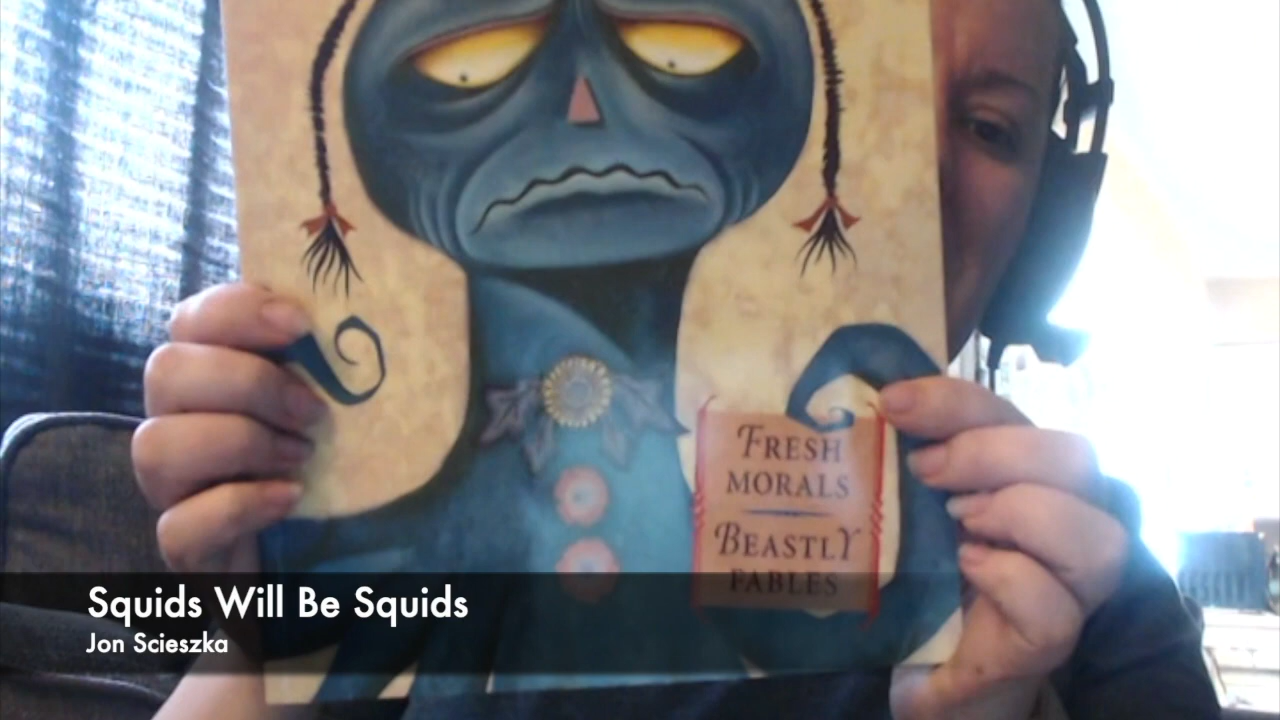 FRESH
MORALS
BEASTLY
FABLES
Squids Will Be Squids
Jon Scieszka